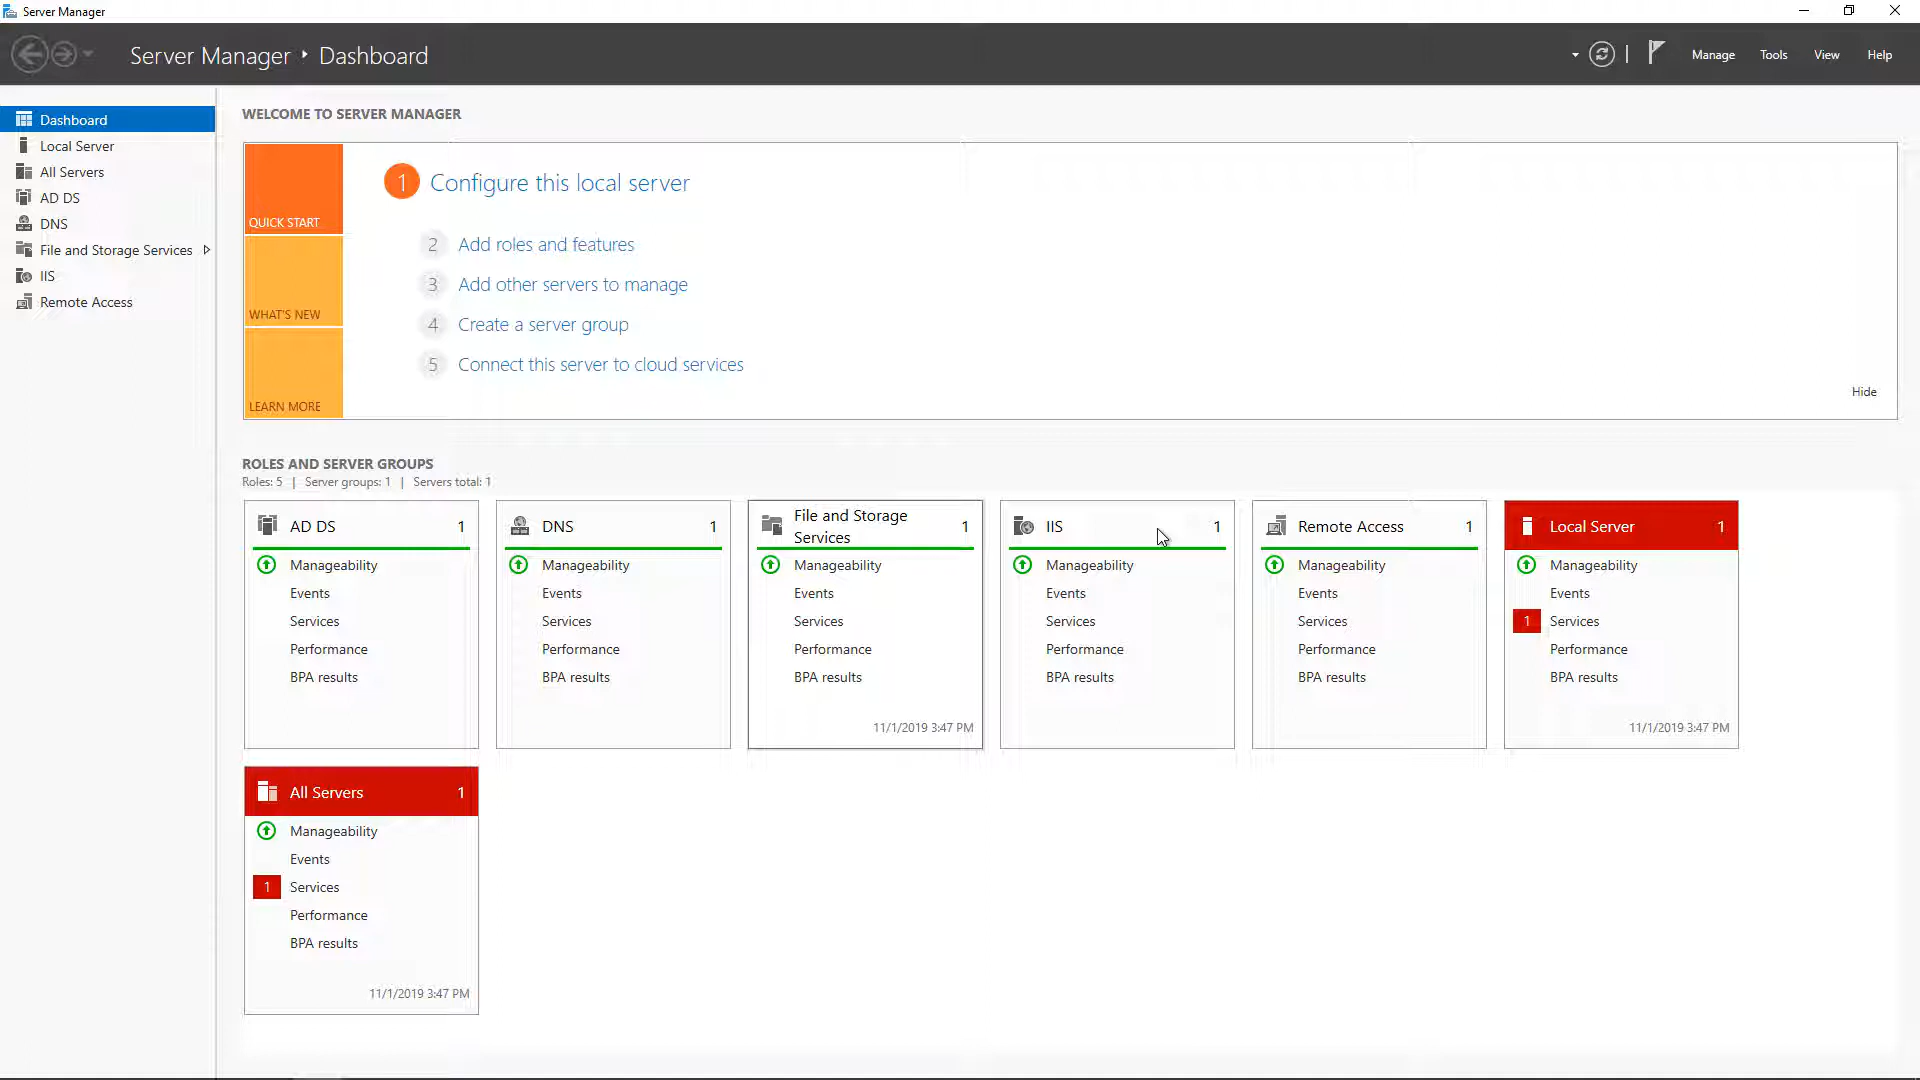 Server Manager
Server Manager ‣ Dashboard
Manage Tools View Help
Dashboard
Local Server
All Servers
AD DS
DNS
File and Storage Services
IIS
Remote Access
WELCOME TO SERVER MANAGER
QUICK START
WHAT'S NEW
LEARN MORE
1 Configure this local server
2 Add roles and features
3 Add other servers to manage
4 Create a server group
5 Connect this server to cloud services
Hide
ROLES AND SERVER GROUPS
Roles: 5 | Server groups: 1 | Servers total: 1
AD DS 1
Manageability
Events
Services
Performance
BPA results
DNS 1
Manageability
Events
Services
Performance
BPA results
File and Storage
Services 1
Manageability
Events
Services
Performance
BPA results
11/1/2019 3:47 PM
IIS 1
Manageability
Events
Services
Performance
BPA results
Remote Access 1
Manageability
Events
Services
Performance
BPA results
Local Server 1
Manageability
Events
1 Services
Performance
BPA results
11/1/2019 3:47 PM
All Servers 1
Manageability
Events
1 Services
Performance
BPA results
11/1/2019 3:47 PM